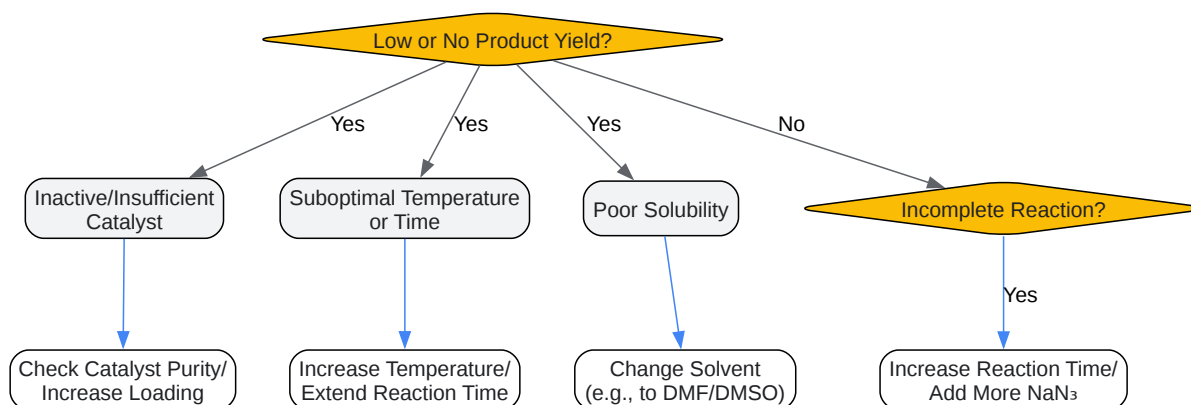 Low or No Product Yield?
Yes
Yes
Yes
No
Inactive/Insufficient
Catalyst
Suboptimal Temperature
or Time
Poor Solubility
Incomplete Reaction?
Yes
Check Catalyst Purity/
Increase Loading
Increase Temperature/
Extend Reaction Time
Change Solvent
(e.g., to DMF/DMSO)
Increase Reaction Time/
Add More NaN₃